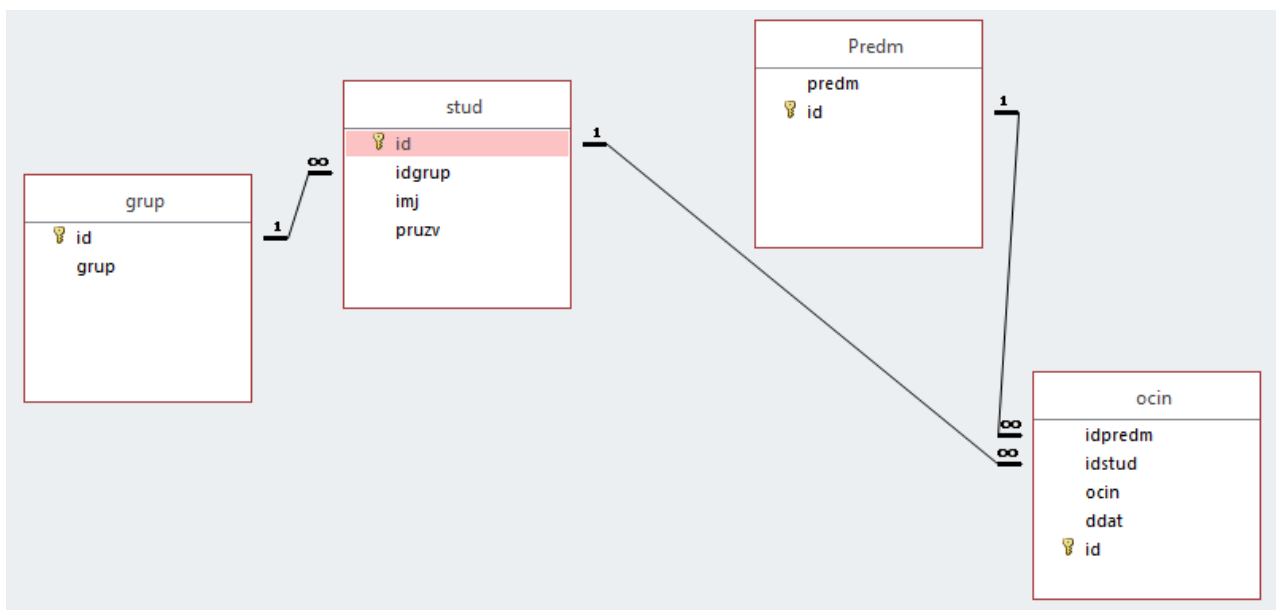 grup
id
grup
1
∞
stud
id
idgrup
imj
pruzv
1
Predm
predm
id
1
∞
∞
ocin
idpredm
idstud
ocin
ddat
id